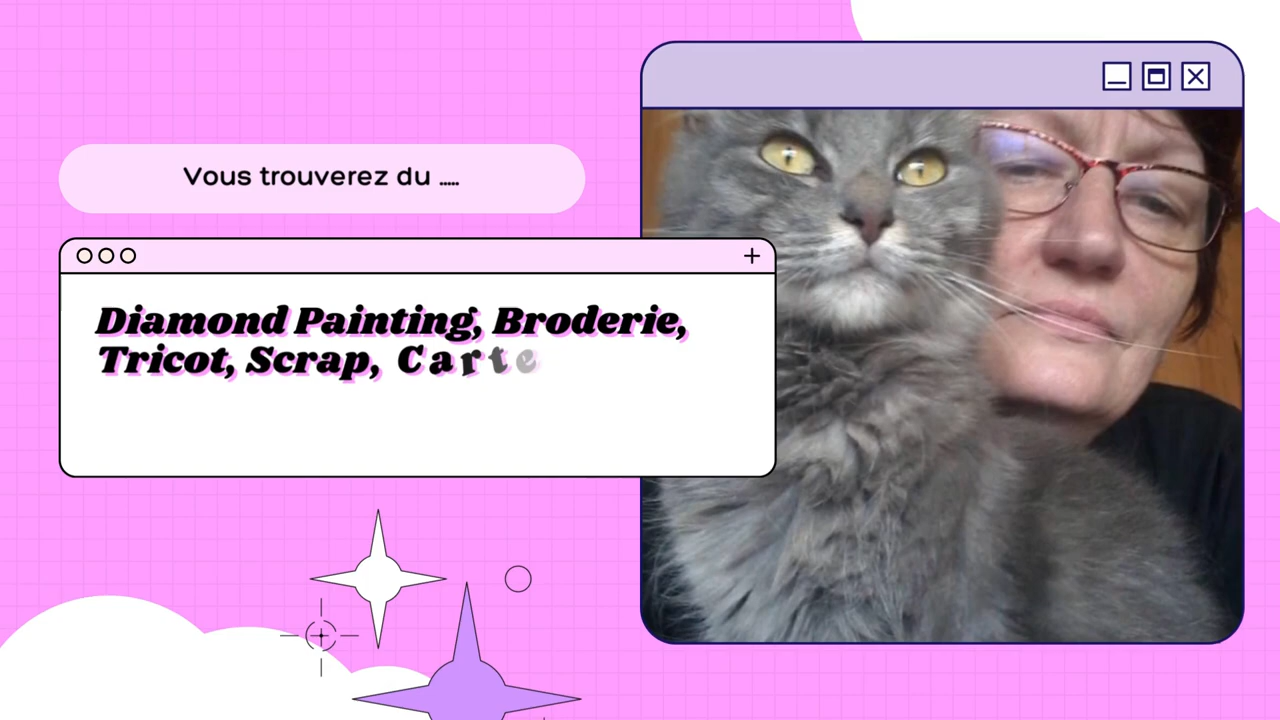 Vous trouverez du .....
Diamond Painting, Broderie,
Tricot, Scrap, Carte